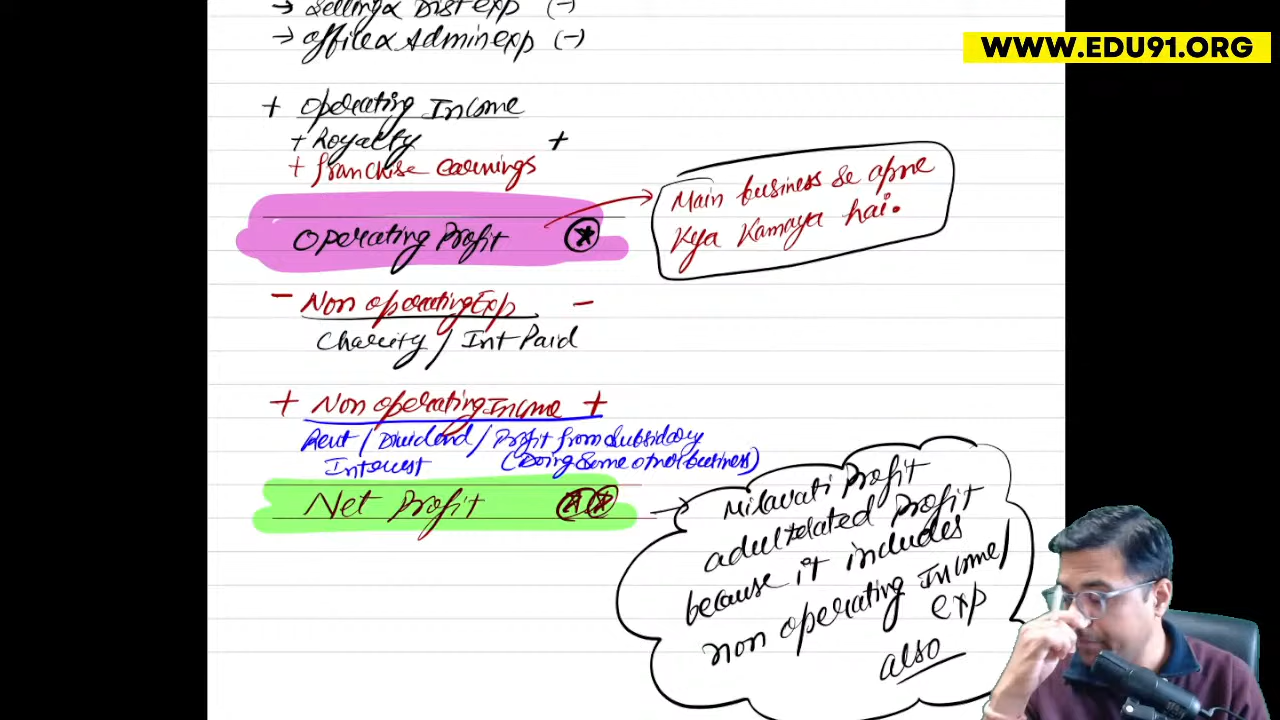 → Selling & Dist exp (-)
→ office & Admin exp (-)
WWW.EDU91.ORG
+ Operating Income
+ Royalty +
+ franchise earnings
Main business se apne
Kya Kamaya hai.
Operating Profit
- Non operating Exp -
Charity / Int Paid
+ Non operating Income +
Rent / Dividend / Profit from Subsidary
Interest (Doing Some other business)
Net Profit
→ Milavati Profit
adultelated Profit
because it includes
non operating Income/
exp
also